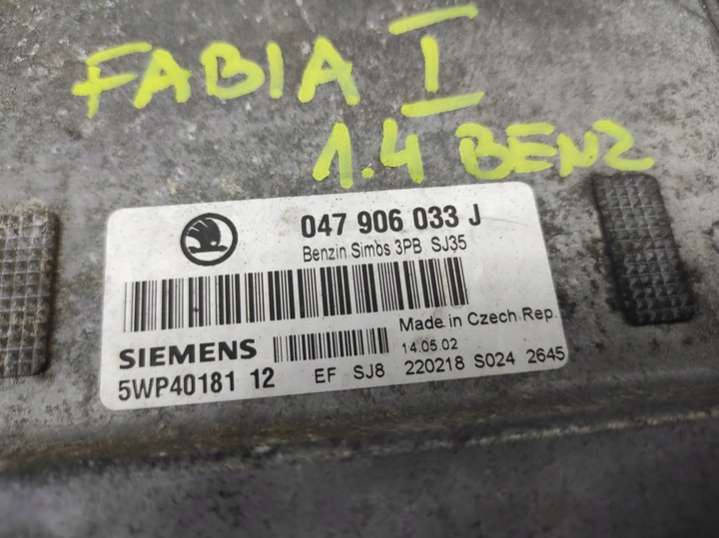 FABIA I
1.4 BENZ
047 906 033 J
Benzin Simos 3PB SJ35
Made in Czech Rep
SIEMENS 14.05.02
5WP40181 12 EF SJ8 220218 S024 2645